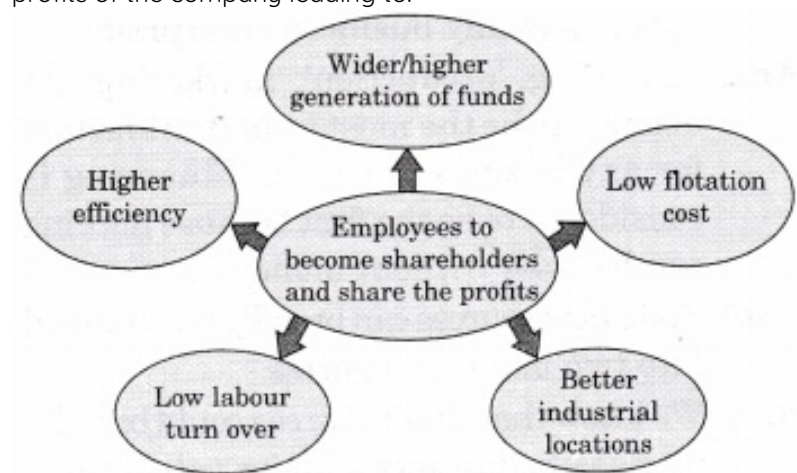 profits of the company leading to:
Wider/higher
generation of funds
Higher
efficiency
Low flotation
cost
Employees to
become shareholders
and share the profits
Low labour
turn over
Better
industrial
locations